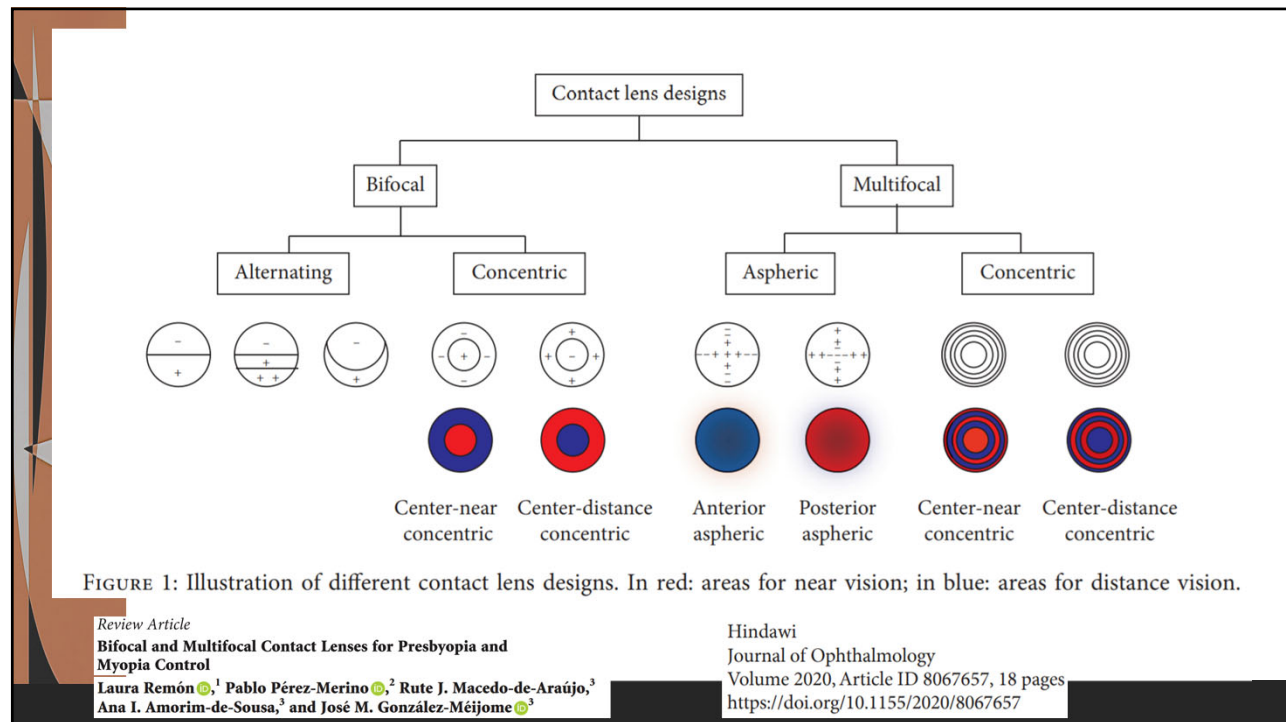 Contact lens designs
Bifocal
Multifocal
Alternating
Concentric
Aspheric
Concentric
-
+
-
+
+ +
-
+
-
- + -
-
+
+ - +
+
-
-
+
--+ + +--
+
-
-
+
+
-
++---++
-
+
+
Center-near
concentric
Center-distance
concentric
Anterior
aspheric
Posterior
aspheric
Center-near
concentric
Center-distance
concentric
FIGURE 1: Illustration of different contact lens designs. In red: areas for near vision; in blue: areas for distance vision.
Review Article
Bifocal and Multifocal Contact Lenses for Presbyopia and
Myopia Control
Laura Remón iD,¹ Pablo Pérez-Merino iD,² Rute J. Macedo-de-Araújo,³
Ana I. Amorim-de-Sousa,³ and José M. González-Méijome iD³
Hindawi
Journal of Ophthalmology
Volume 2020, Article ID 8067657, 18 pages
https://doi.org/10.1155/2020/8067657